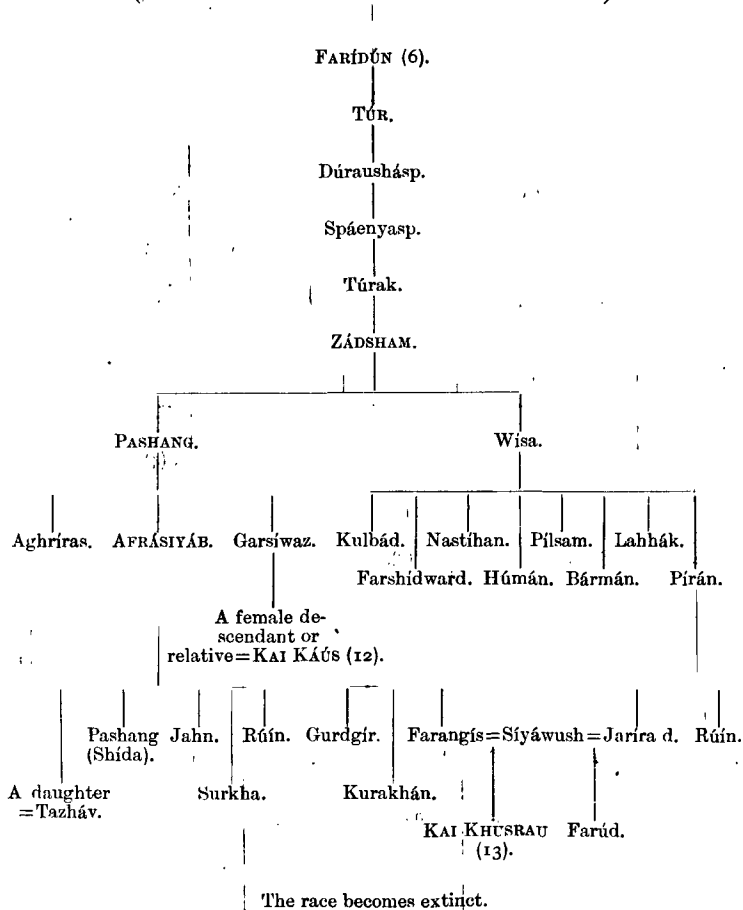 FARÍDÚN (6).
TÚR.
Dúraushásp.
Spáenyasp.
Túrak.
ZÁDSHAM.
PASHANG. Wísa.
Aghríras. AFRÁSIYÁB. Garsíwaz. Kulbád. Nastíhan. Pílsam. Lahhák.
Farshídward. Húmán. Bármán. Pírán.
A female de-
scendant or
relative=KAI KÁÚS (12).
Pashang Jahn. Rúín. Gurdgír. Farangís=Síyáwush=Jaríra d. Rúín.
(Shída).
A daughter Surkha. Kurakhán.
=Tazháv.
KAI KHUSRAU Farúd.
(13).
The race becomes extinct.